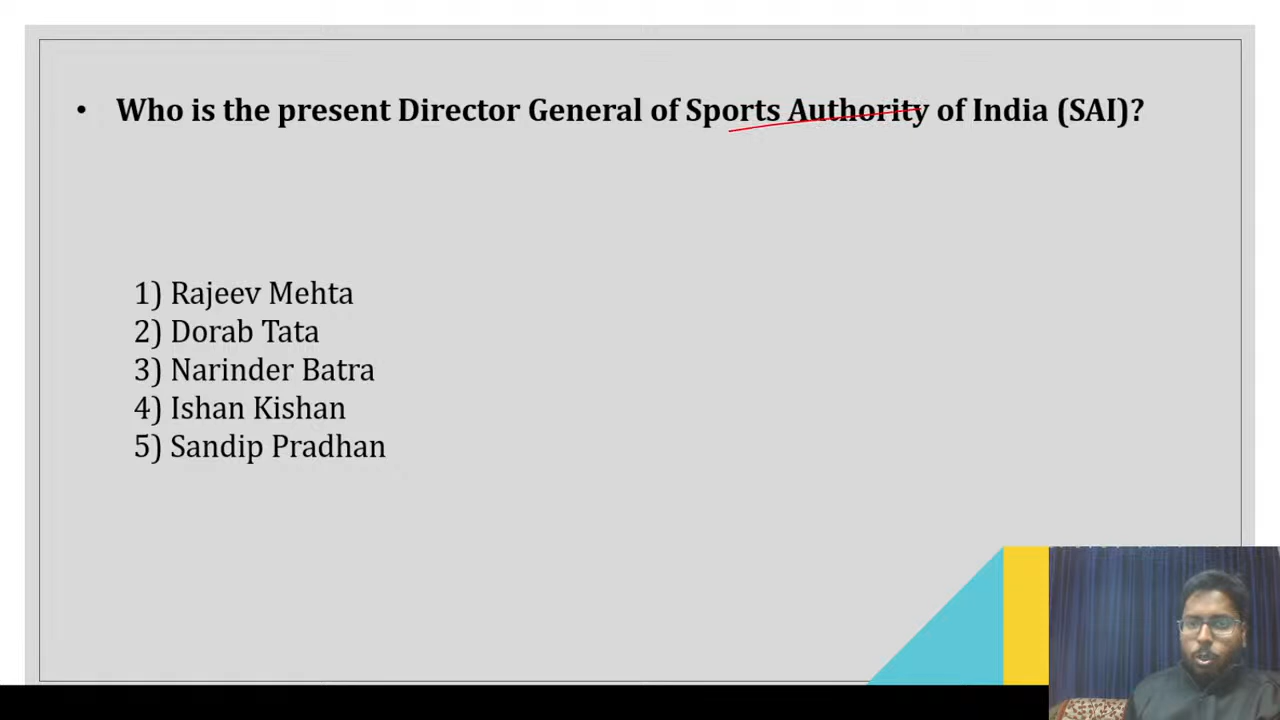 • Who is the present Director General of Sports Authority of India (SAI)?
1) Rajeev Mehta
2) Dorab Tata
3) Narinder Batra
4) Ishan Kishan
5) Sandip Pradhan